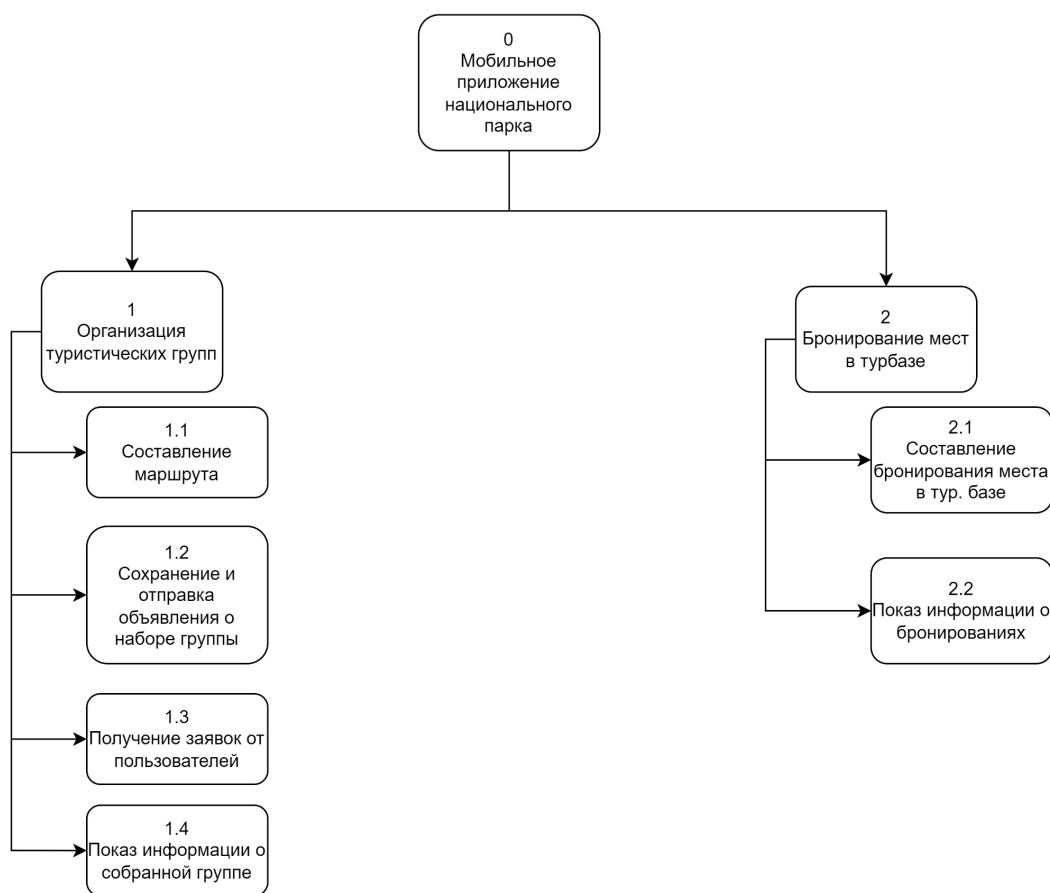 0
Мобильное
приложение
национального
парка
1
Организация
туристических групп
2
Бронирование мест
в турбазе
1.1
Составление
маршрута
2.1
Составление
бронирования места
в тур. базе
1.2
Сохранение и
отправка
объявления о
наборе группы
2.2
Показ информации о
бронированиях
1.3
Получение заявок от
пользователей
1.4
Показ информации о
собранной группе